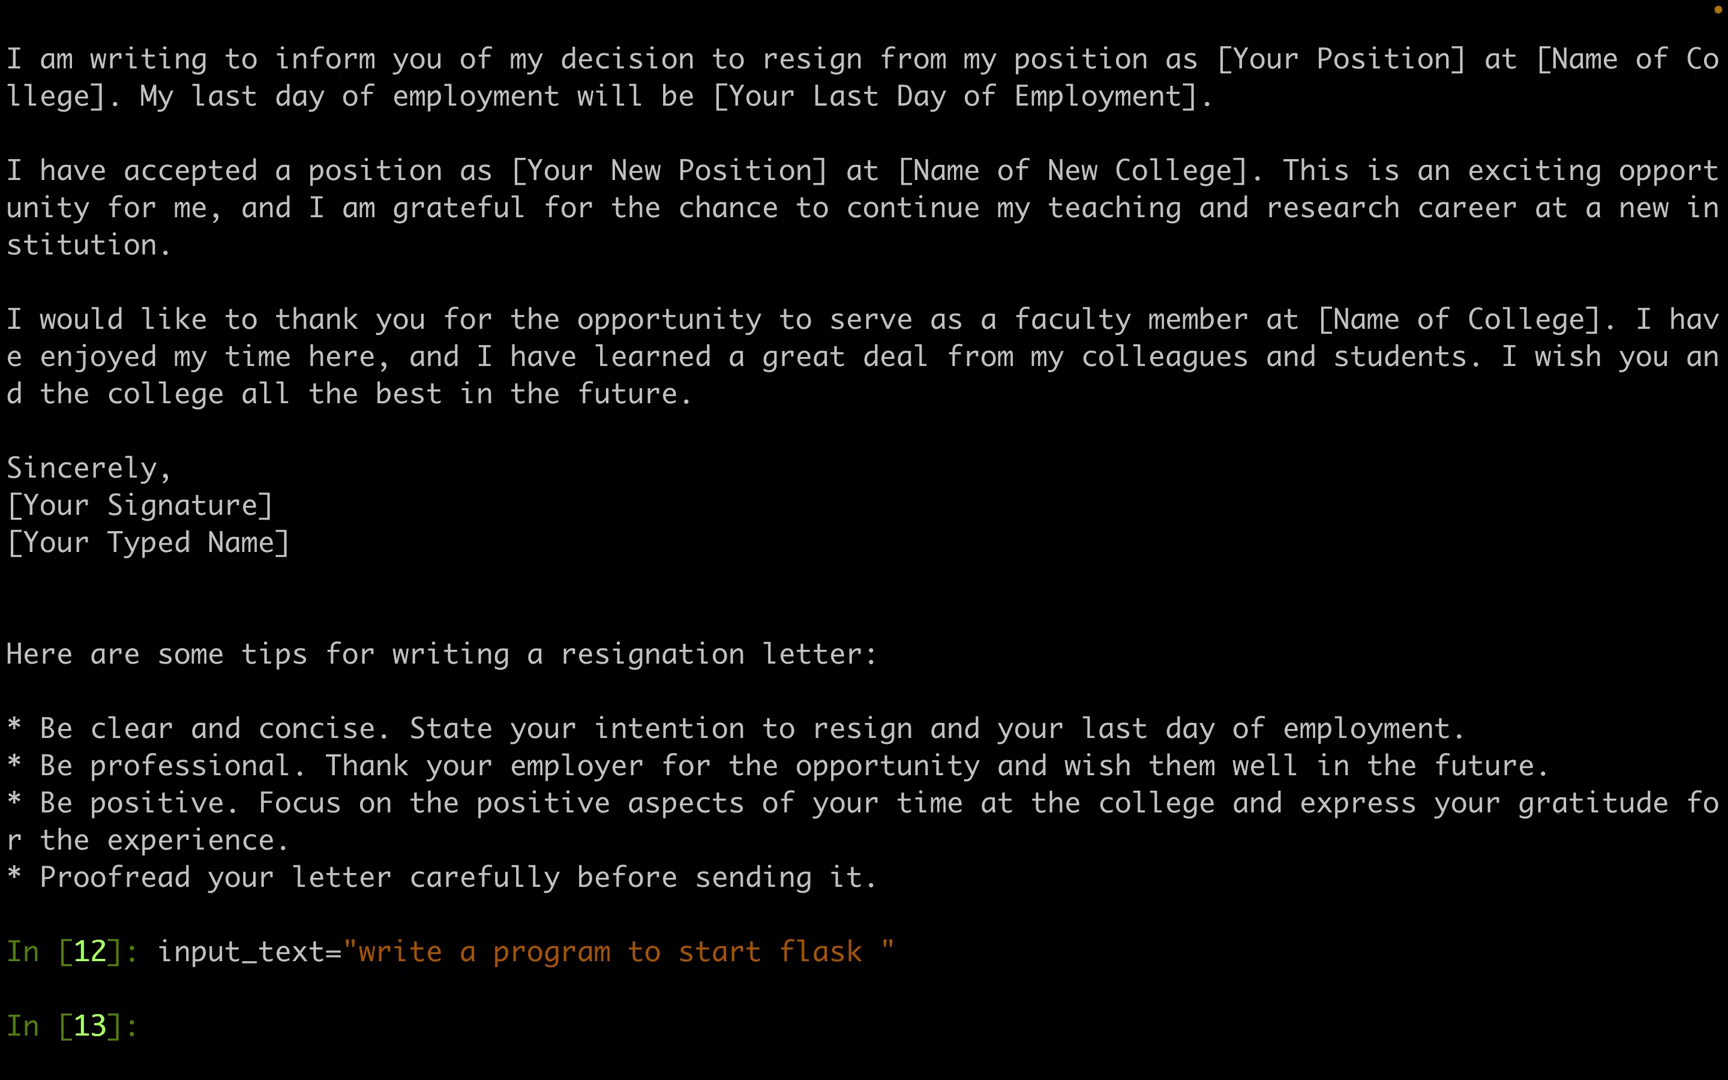 I am writing to inform you of my decision to resign from my position as [Your Position] at [Name of Co
llege]. My last day of employment will be [Your Last Day of Employment].
I have accepted a position as [Your New Position] at [Name of New College]. This is an exciting opport
unity for me, and I am grateful for the chance to continue my teaching and research career at a new in
stitution.
I would like to thank you for the opportunity to serve as a faculty member at [Name of College]. I hav
e enjoyed my time here, and I have learned a great deal from my colleagues and students. I wish you an
d the college all the best in the future.
Sincerely,
[Your Signature]
[Your Typed Name]
Here are some tips for writing a resignation letter:
* Be clear and concise. State your intention to resign and your last day of employment.
* Be professional. Thank your employer for the opportunity and wish them well in the future.
* Be positive. Focus on the positive aspects of your time at the college and express your gratitude fo
r the experience.
* Proofread your letter carefully before sending it.
In [12]: input_text="write a program to start flask "
In [13]: